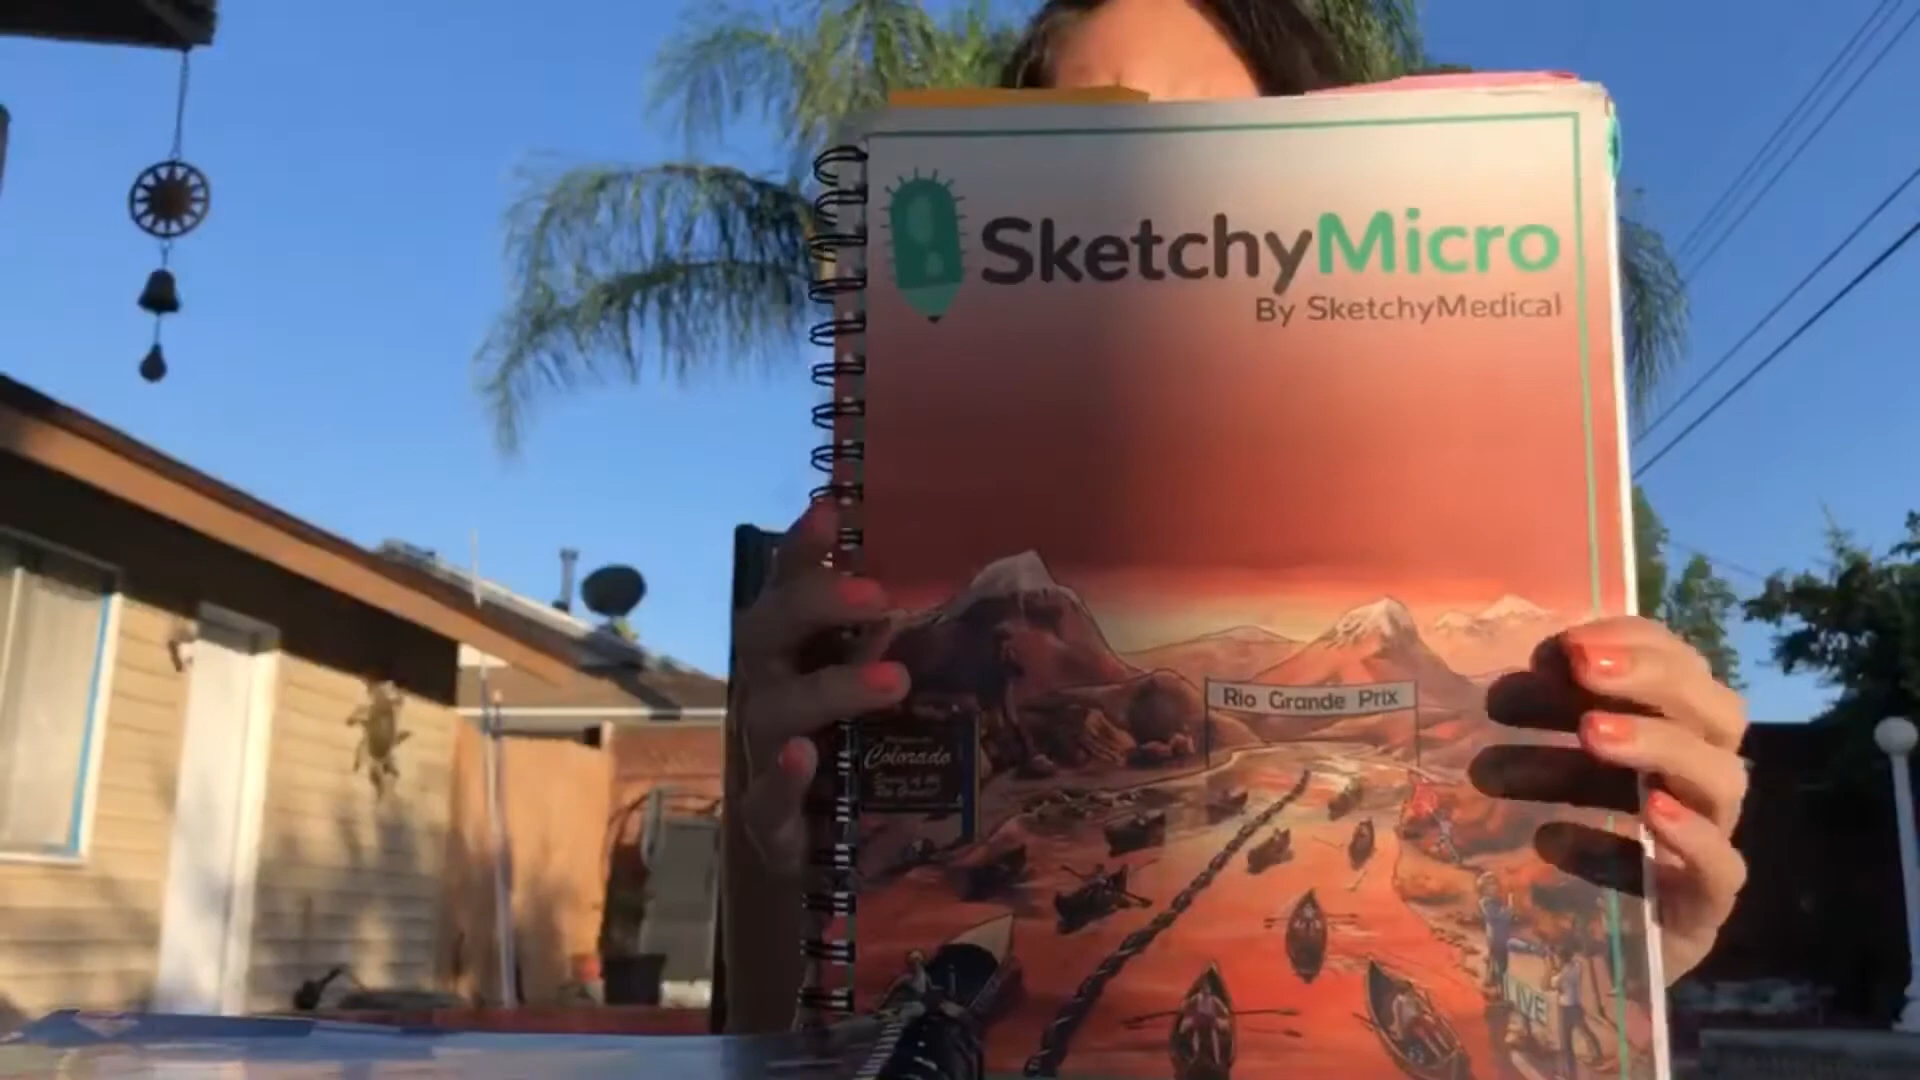 SketchyMicro
By SketchyMedical
Rio Grande Prix
Colorado
LIVE